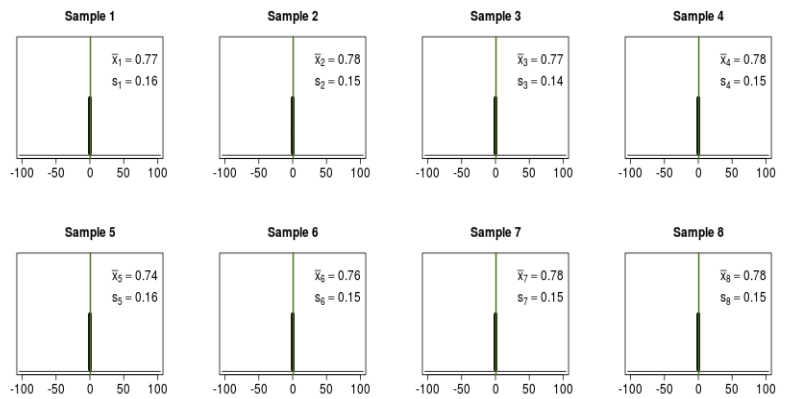 Sample 1
x̅₁ = 0.77
s₁ = 0.16
-100 -50 0 50 100
Sample 2
x̅₂ = 0.78
s₂ = 0.15
-100 -50 0 50 100
Sample 3
x̅₃ = 0.77
s₃ = 0.14
-100 -50 0 50 100
Sample 4
x̅₄ = 0.78
s₄ = 0.15
-100 -50 0 50 100
Sample 5
x̅₅ = 0.74
s₅ = 0.16
-100 -50 0 50 100
Sample 6
x̅₆ = 0.76
s₆ = 0.15
-100 -50 0 50 100
Sample 7
x̅₇ = 0.78
s₇ = 0.15
-100 -50 0 50 100
Sample 8
x̅₈ = 0.78
s₈ = 0.15
-100 -50 0 50 100